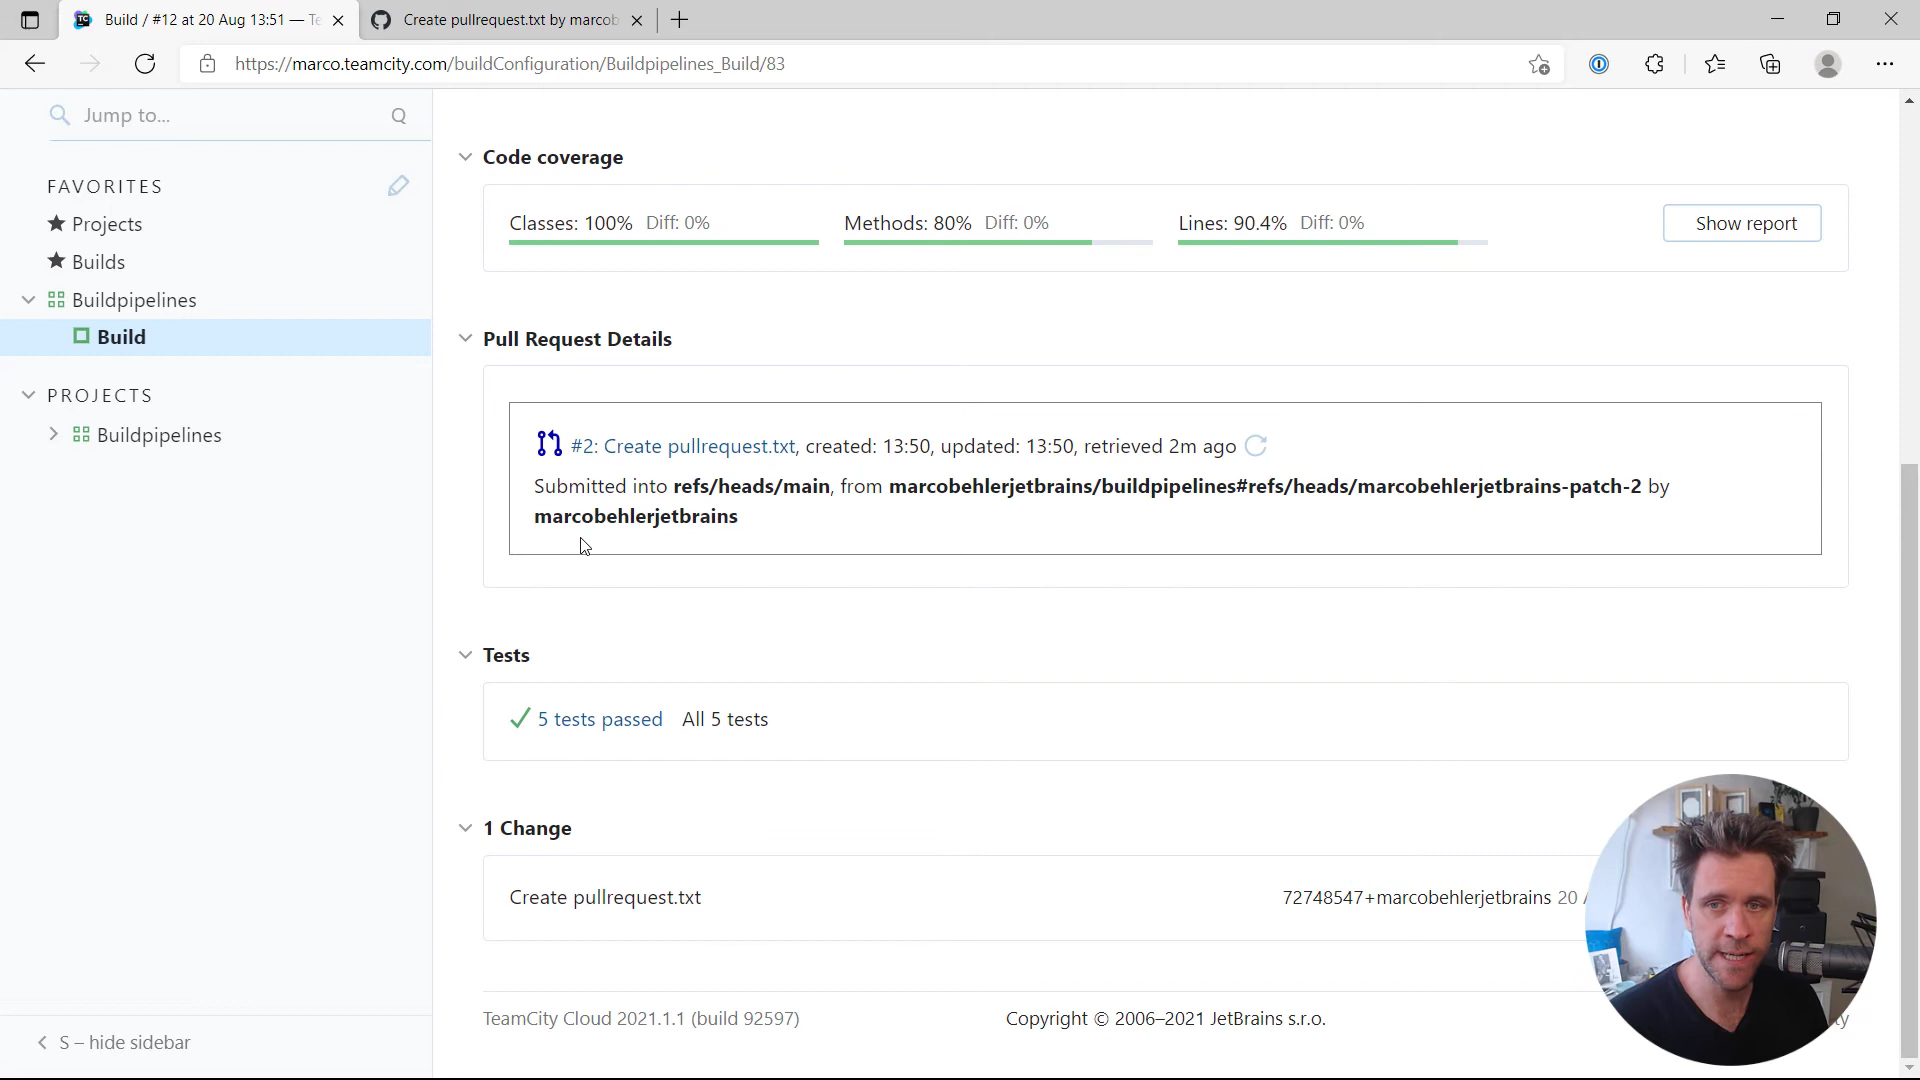 Build / #12 at 20 Aug 13:51 — Te
Create pullrequest.txt by marcob
https://marco.teamcity.com/buildConfiguration/Buildpipelines_Build/83
Jump to...
Q
FAVORITES
Projects
Builds
Buildpipelines
Build
PROJECTS
Buildpipelines
S – hide sidebar
Code coverage
Classes: 100% Diff: 0%
Methods: 80% Diff: 0%
Lines: 90.4% Diff: 0%
Show report
Pull Request Details
#2: Create pullrequest.txt, created: 13:50, updated: 13:50, retrieved 2m ago
Submitted into refs/heads/main, from marcobehlerjetbrains/buildpipelines#refs/heads/marcobehlerjetbrains-patch-2 by
marcobehlerjetbrains
Tests
5 tests passed All 5 tests
1 Change
Create pullrequest.txt
72748547+marcobehlerjetbrains 20
TeamCity Cloud 2021.1.1 (build 92597)
Copyright © 2006–2021 JetBrains s.r.o.